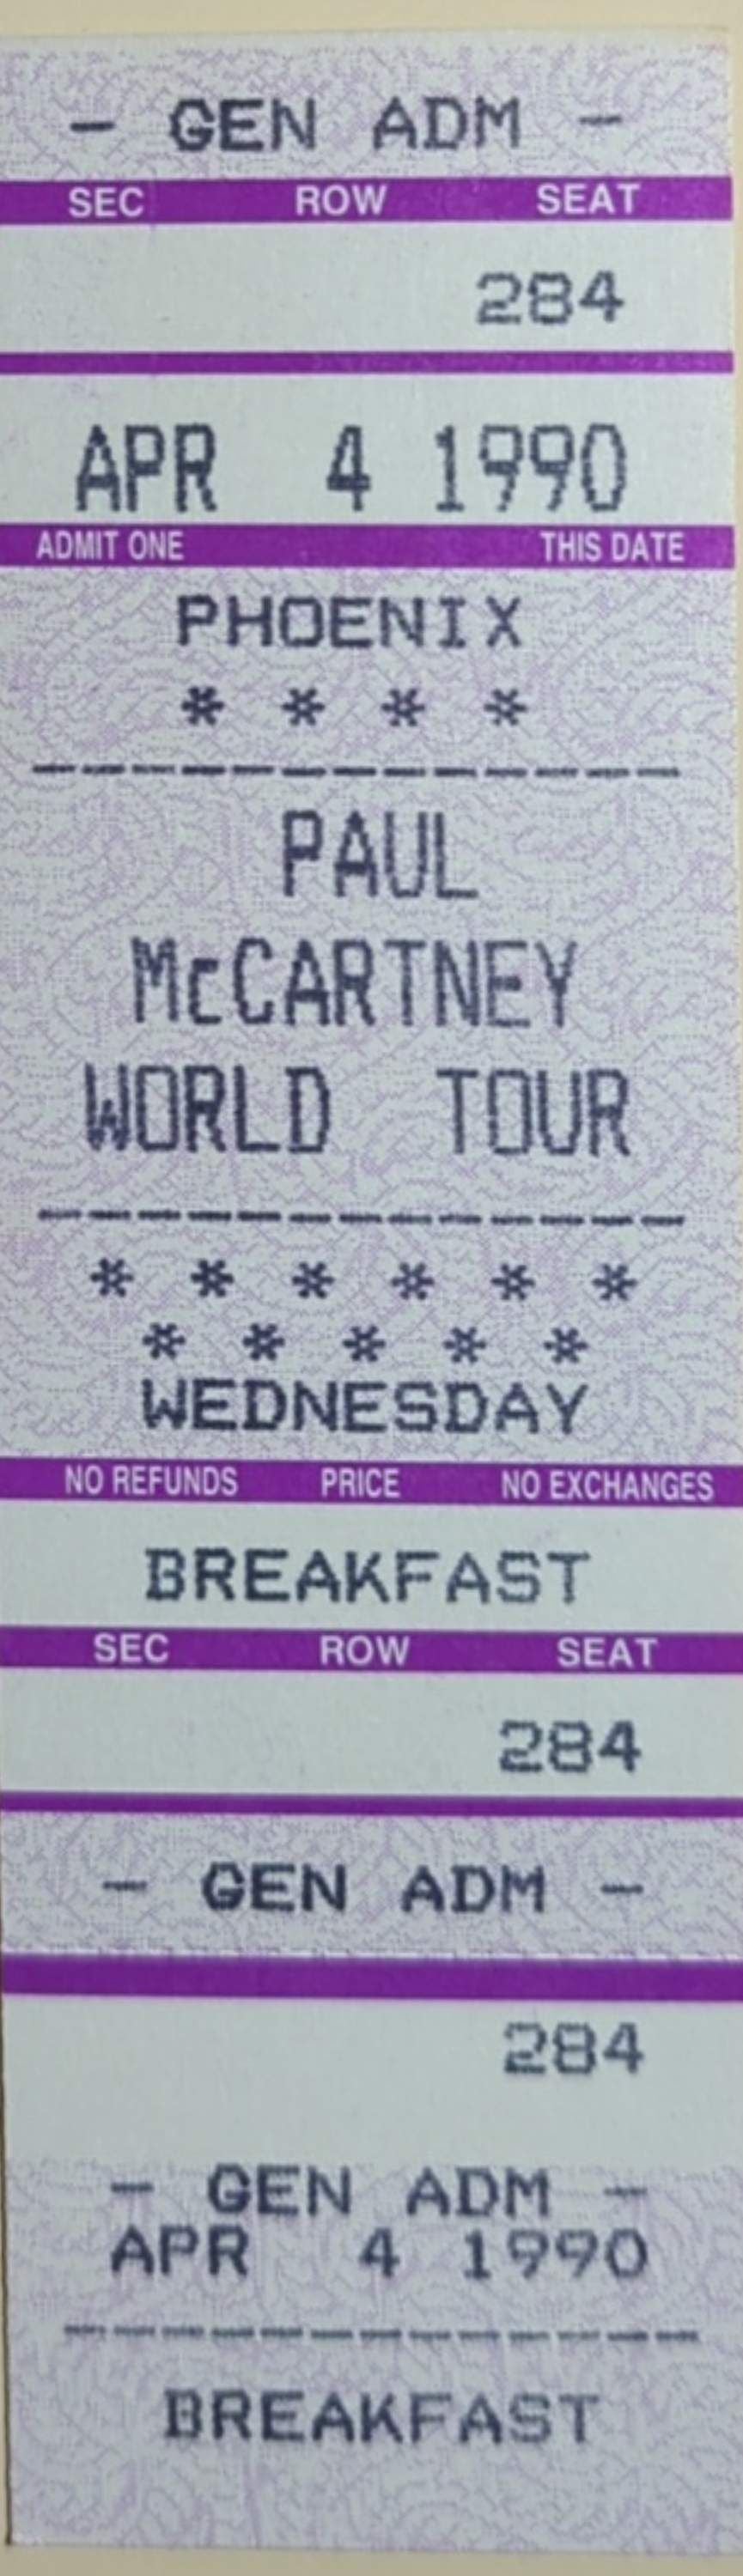 - GEN ADM -
SEC ROW SEAT
284
APR 4 1990
ADMIT ONE THIS DATE
PHOENIX
* * * *
-------------
PAUL
McCARTNEY
WORLD TOUR
-------------
* * * * * *
* * * * *
WEDNESDAY
NO REFUNDS PRICE NO EXCHANGES
BREAKFAST
SEC ROW SEAT
284
- GEN ADM -
284
- GEN ADM -
APR 4 1990
-------------
BREAKFAST